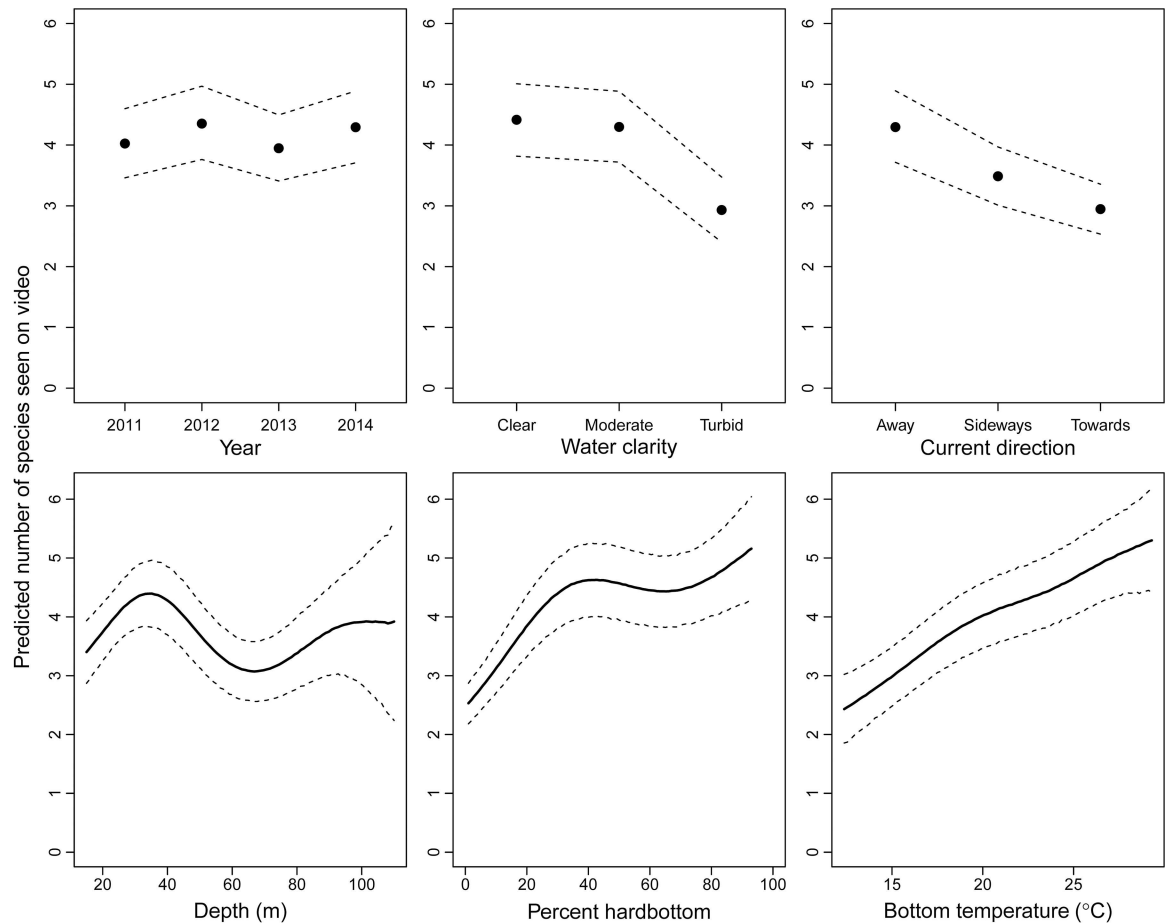 Predicted number of species seen on video
0 1 2 3 4 5 6
2011 2012 2013 2014
Year
0 1 2 3 4 5 6
Clear Moderate Turbid
Water clarity
0 1 2 3 4 5 6
Away Sideways Towards
Current direction
0 1 2 3 4 5 6
20 40 60 80 100
Depth (m)
0 1 2 3 4 5 6
0 20 40 60 80 100
Percent hardbottom
0 1 2 3 4 5 6
15 20 25
Bottom temperature (°C)